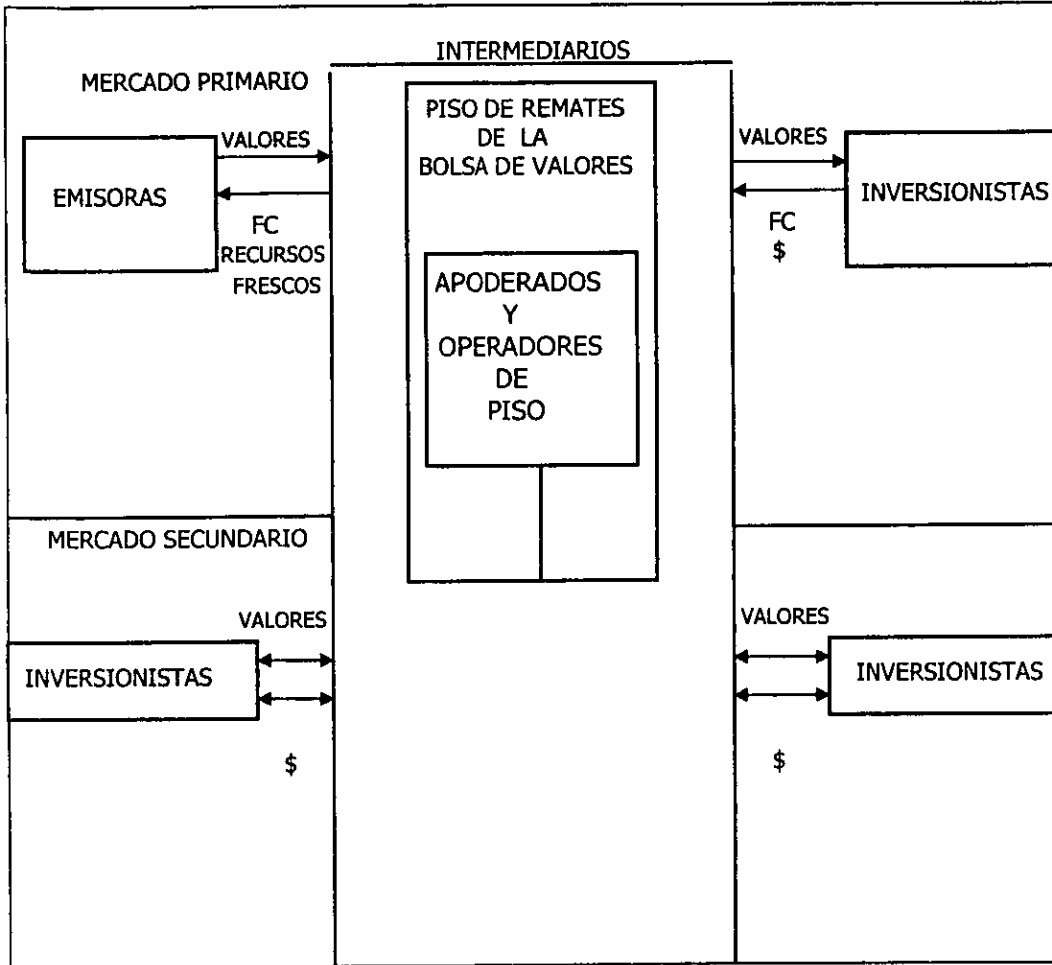 INTERMEDIARIOS
MERCADO PRIMARIO
VALORES
EMISORAS
FC
RECURSOS
FRESCOS
PISO DE REMATES
DE LA
BOLSA DE VALORES
APODERADOS
Y
OPERADORES
DE
PISO
VALORES
INVERSIONISTAS
FC
$
MERCADO SECUNDARIO
VALORES
INVERSIONISTAS
$
VALORES
INVERSIONISTAS
$